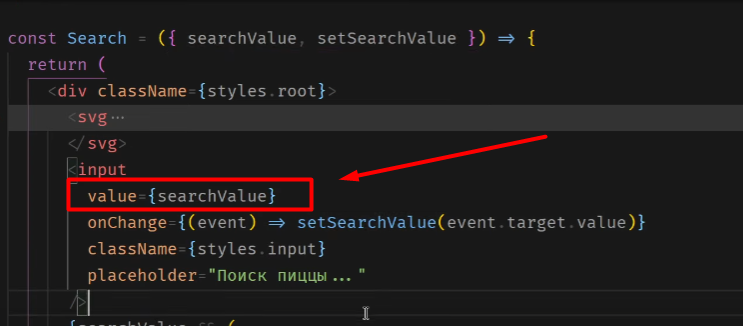 const Search = ({ searchValue, setSearchValue }) => {
return (
<div className={styles.root}>
<svg ...
</svg>
<input
value={searchValue}
onChange={(event) => setSearchValue(event.target.value)}
className={styles.input}
placeholder="Поиск пиццы..."
/>
{searchValue && (